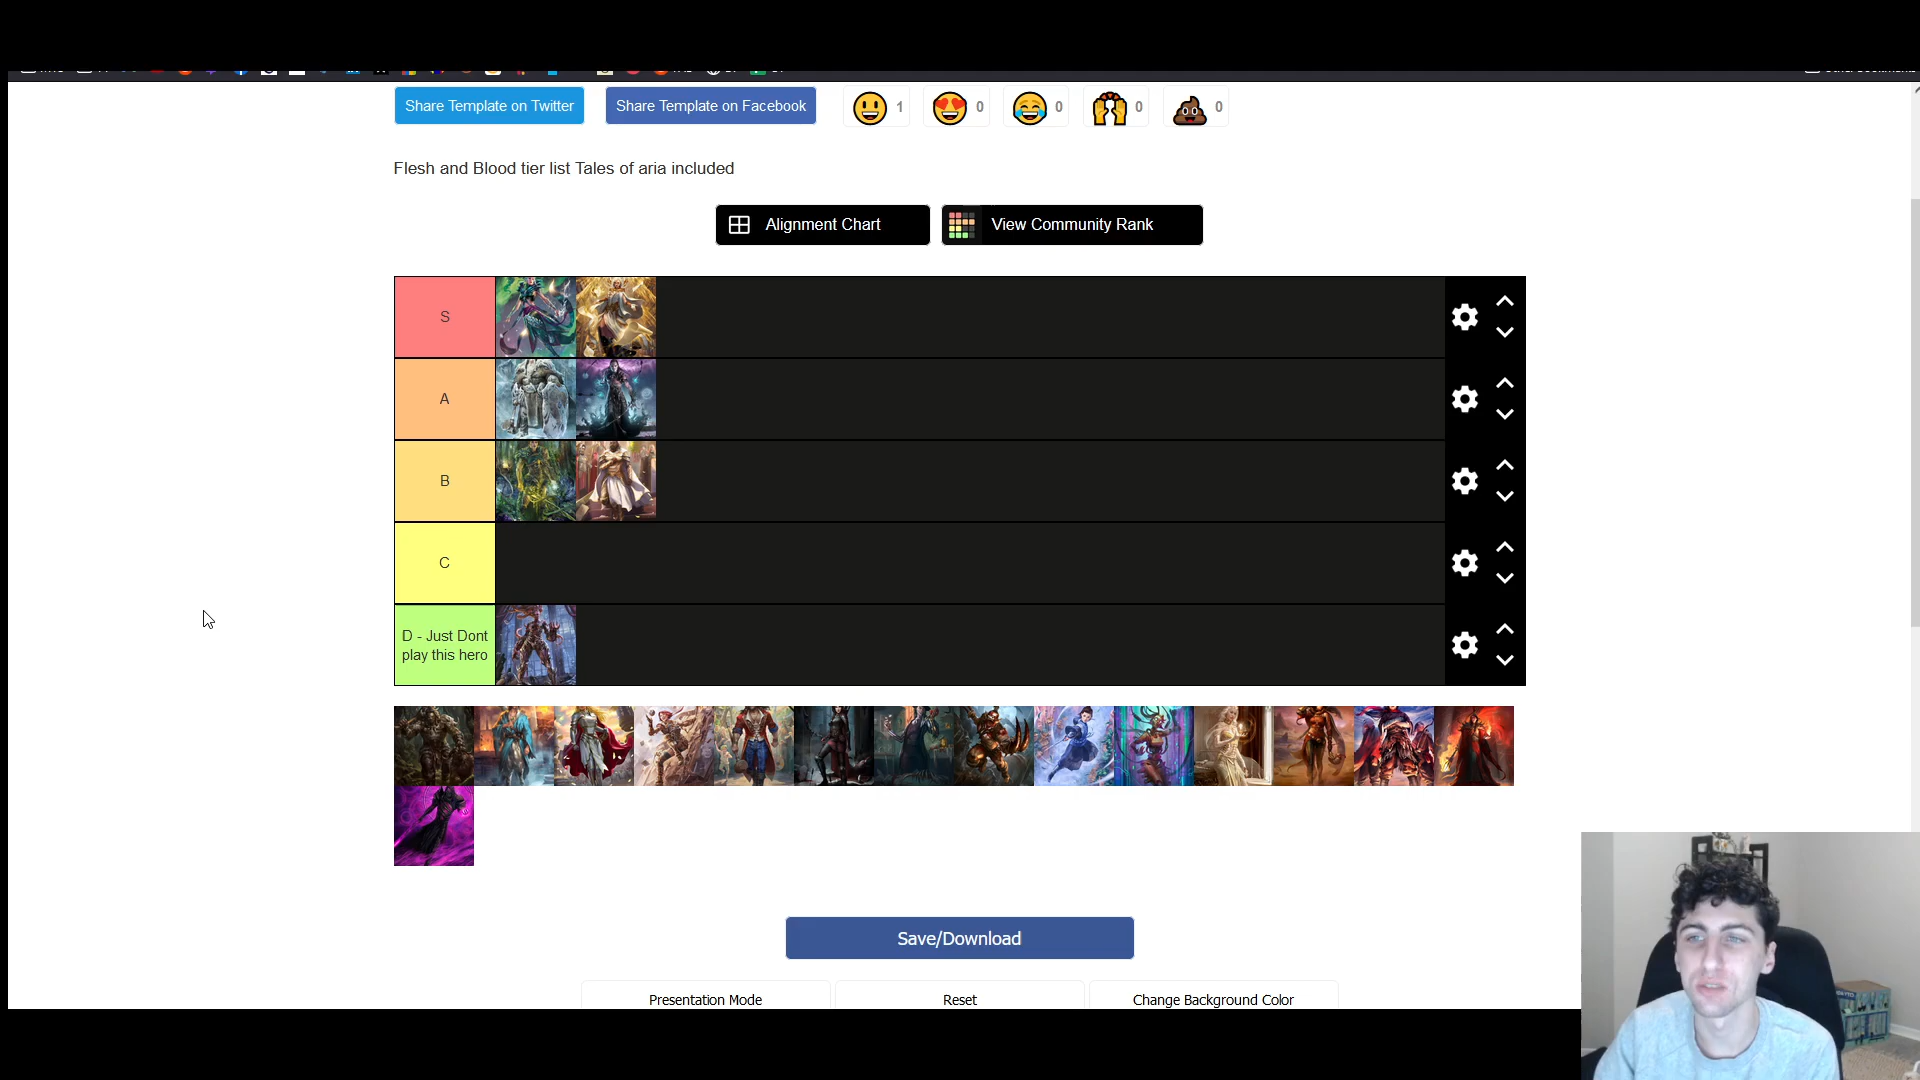 Share Template on Twitter
Share Template on Facebook
1
0
0
0
0
Flesh and Blood tier list Tales of aria included
Alignment Chart
View Community Rank
S
A
B
C
D - Just Dont
play this hero
Save/Download
Presentation Mode
Reset
Change Background Color